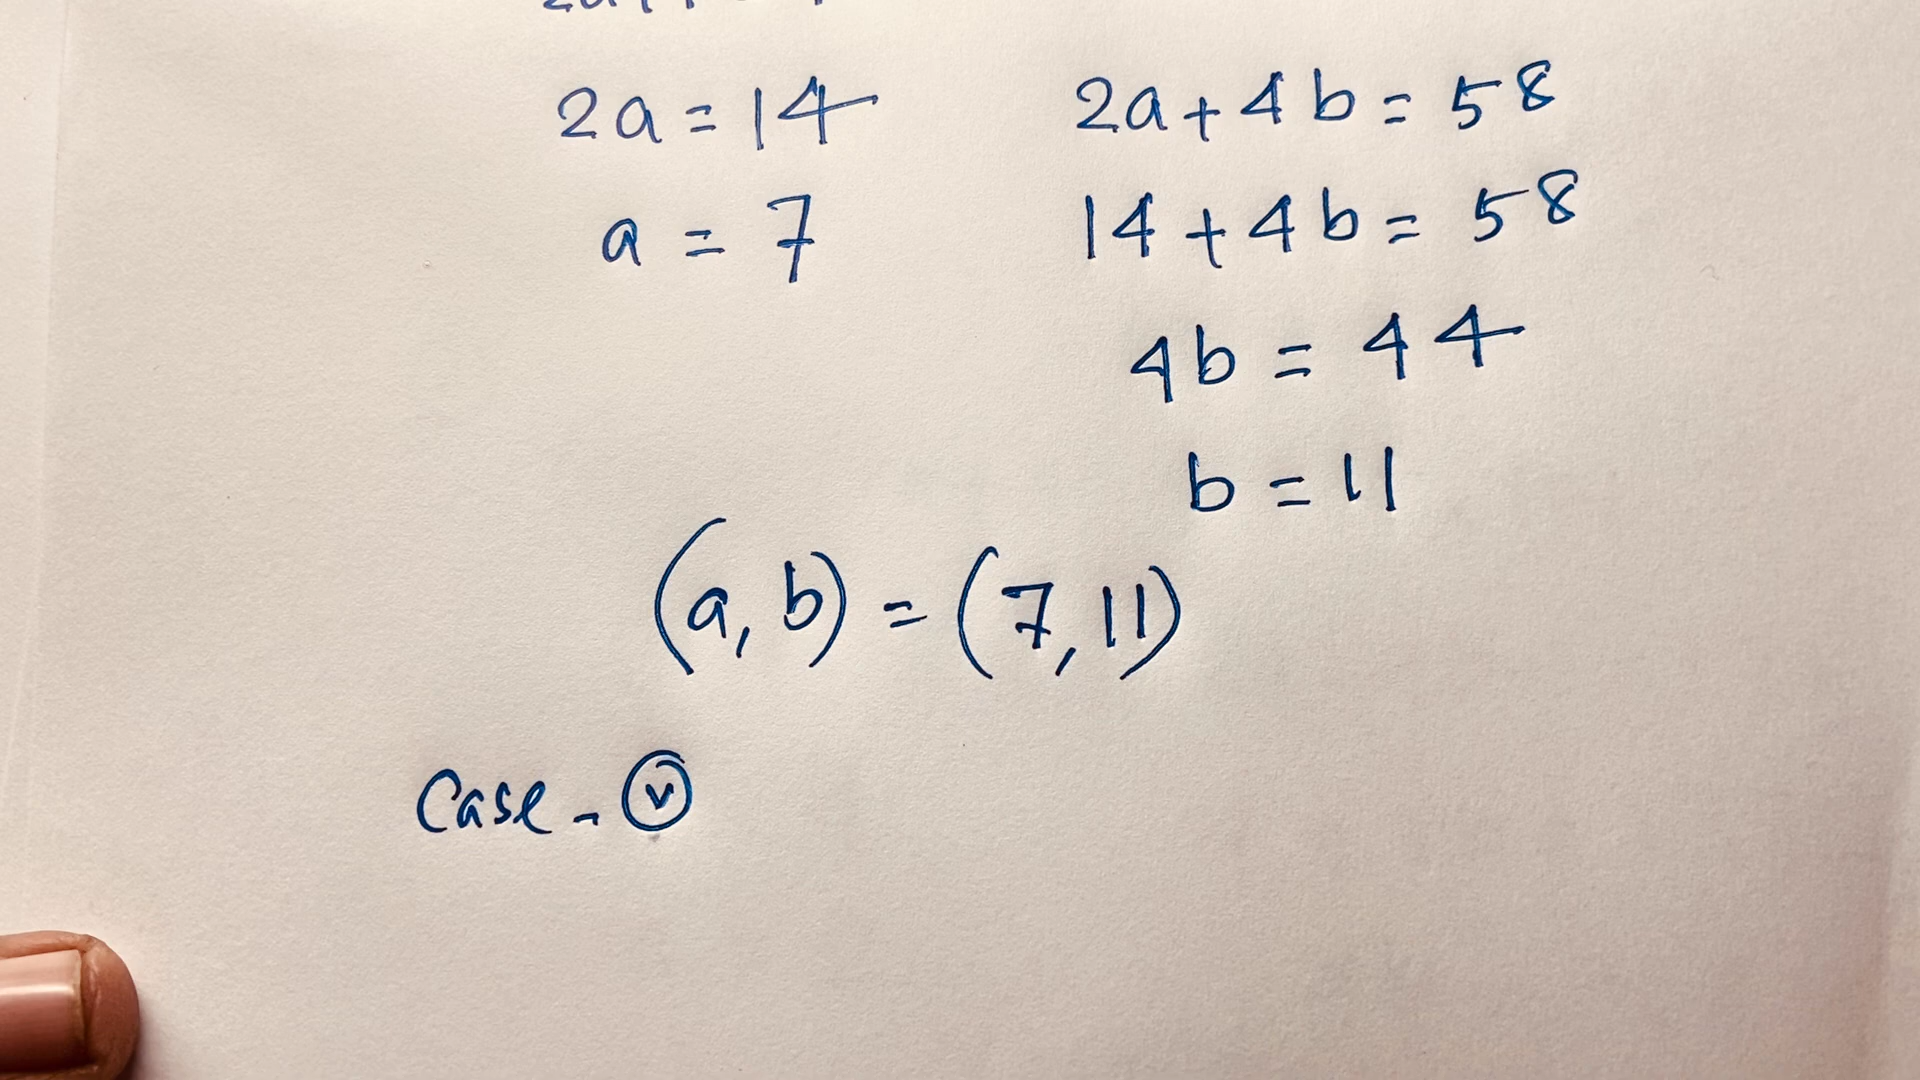 2a = 14
2a + 4b = 58
a = 7
14 + 4b = 58
4b = 44
b = 11
(a, b) = (7, 11)
Case - v